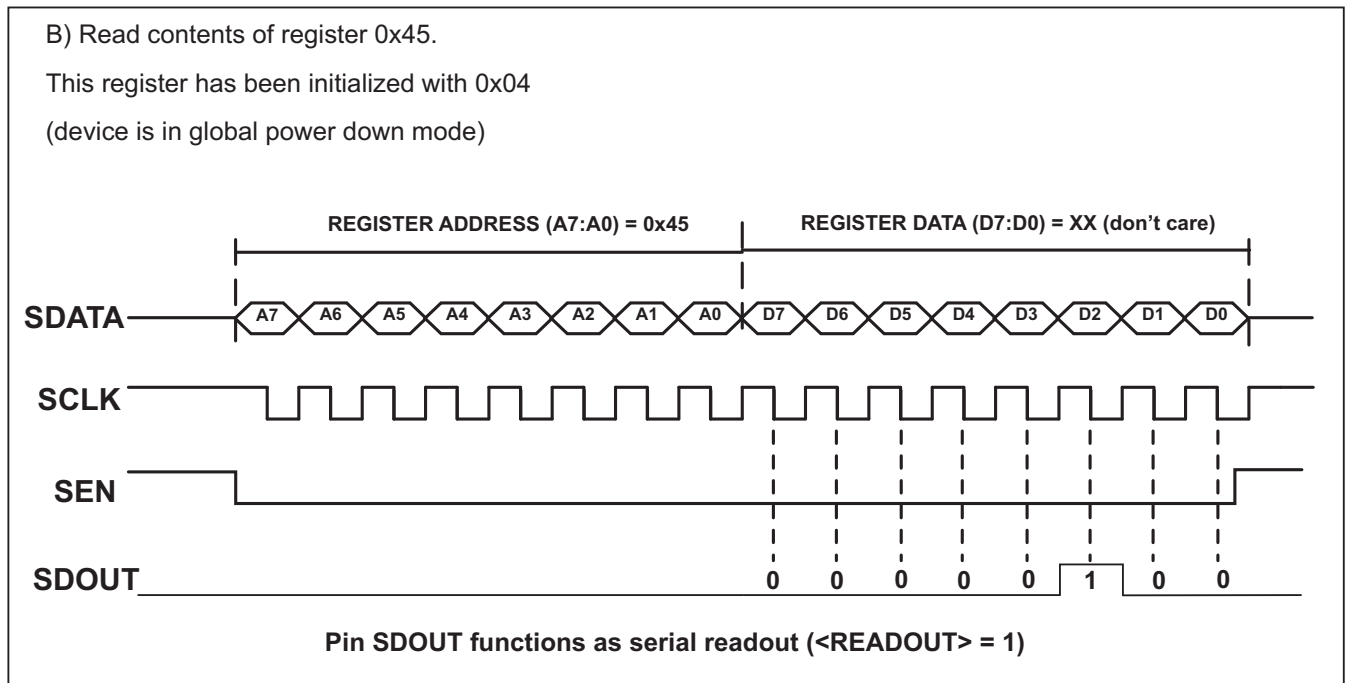 B) Read contents of register 0x45.
This register has been initialized with 0x04
(device is in global power down mode)
REGISTER ADDRESS (A7:A0) = 0x45 REGISTER DATA (D7:D0) = XX (don't care)
SDATA A7 A6 A5 A4 A3 A2 A1 A0 D7 D6 D5 D4 D3 D2 D1 D0
SCLK
SEN
SDOUT 0 0 0 0 0 1 0 0
Pin SDOUT functions as serial readout (<READOUT> = 1)